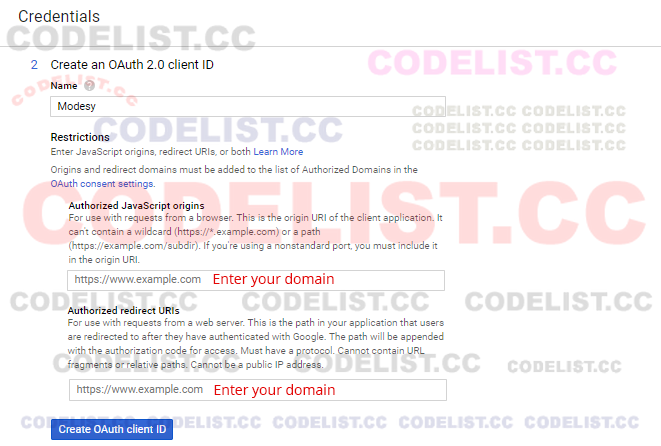 Credentials
CODELIST.CC
CODELIST.CC
2 Create an OAuth 2.0 client ID
Name ?
CODELIST.CC
Modesy
CODELIST.CC CODELIST.CC
CODELIST.CC
CODELIST.CC CODELIST.CC
CODELIST.CC CODELIST.CC
Restrictions
Enter JavaScript origins, redirect URIs, or both Learn More
Origins and redirect domains must be added to the list of Authorized Domains in the
OAuth consent settings.
CODELIST.CC
Authorized JavaScript origins
For use with requests from a browser. This is the origin URI of the client application. It
can't contain a wildcard (https://*.example.com) or a path
(https://example.com/subdir). If you're using a nonstandard port, you must include it
in the origin URI.
https://www.example.com Enter your domain
CODELIST.CC CODELIST.CC CODELIST.CC
Authorized redirect URIs
For use with requests from a web server. This is the path in your application that users
are redirected to after they have authenticated with Google. The path will be appended
with the authorization code for access. Must have a protocol. Cannot contain URL
fragments or relative paths. Cannot be a public IP address.
CODELIST.CC CODELIST.CC CODELIST.CC
https://www.example.com Enter your domain
CODELIST.CC CODELIST.CC CODELIST.CC CODELIST.CC CODELIST.CC
Create OAuth client ID